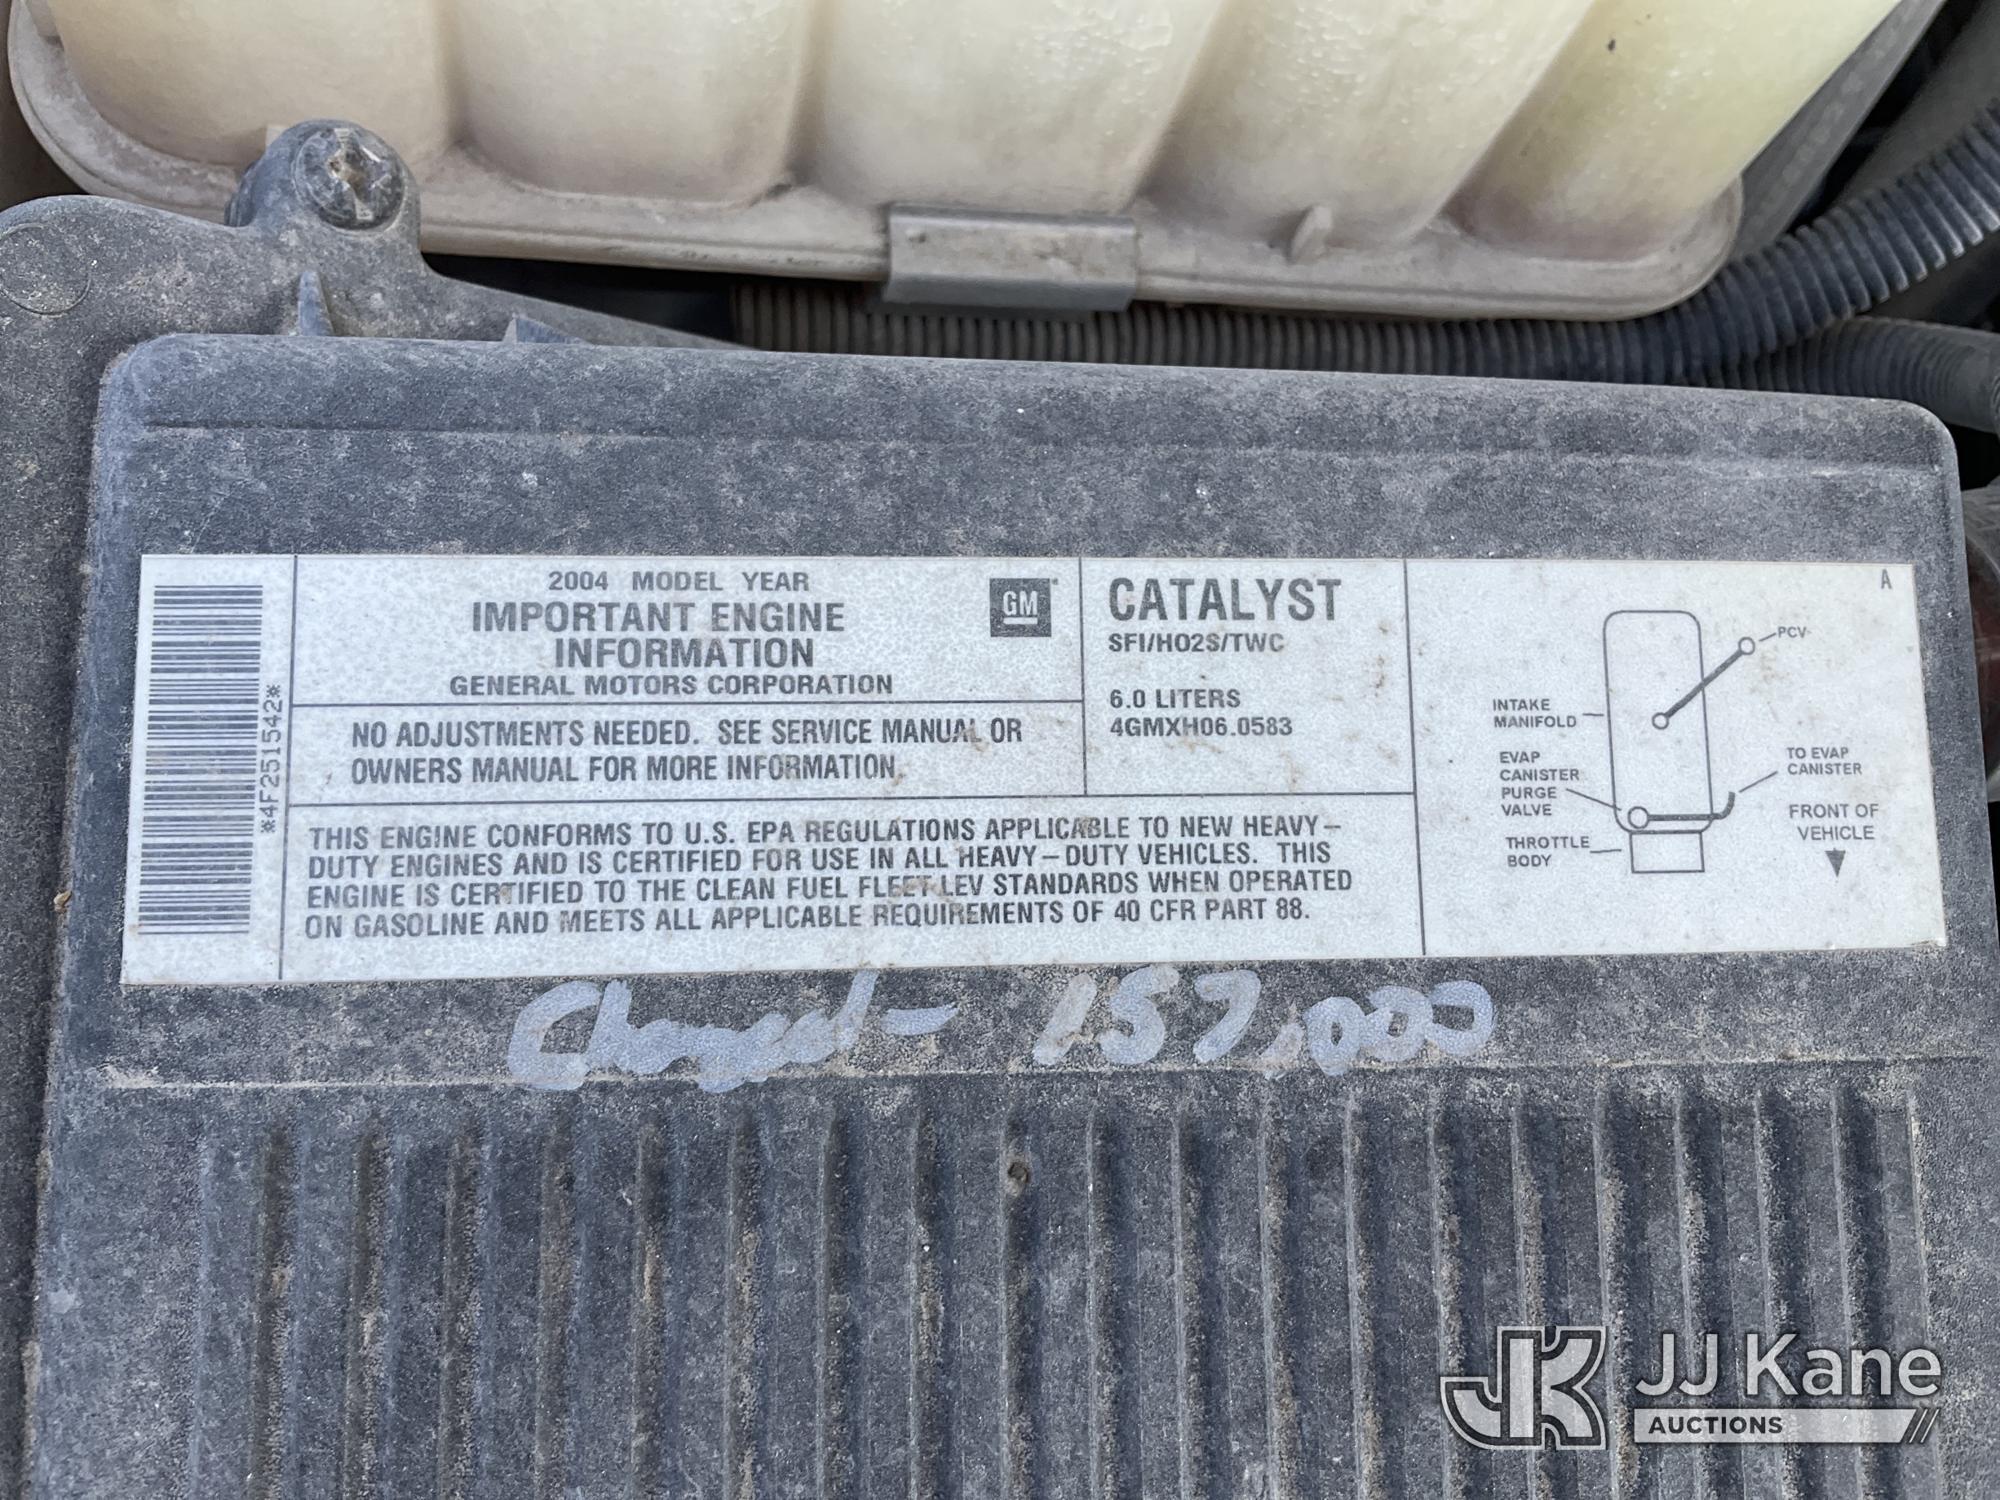 2004 MODEL YEAR
IMPORTANT ENGINE
INFORMATION
GENERAL MOTORS CORPORATION
GM
NO ADJUSTMENTS NEEDED. SEE SERVICE MANUAL OR
OWNERS MANUAL FOR MORE INFORMATION.
CATALYST
SFI/HO2S/TWC
6.0 LITERS
4GMXH06.0583
THIS ENGINE CONFORMS TO U.S. EPA REGULATIONS APPLICABLE TO NEW HEAVY-
DUTY ENGINES AND IS CERTIFIED FOR USE IN ALL HEAVY-DUTY VEHICLES. THIS
ENGINE IS CERTIFIED TO THE CLEAN FUEL FLEET LEV STANDARDS WHEN OPERATED
ON GASOLINE AND MEETS ALL APPLICABLE REQUIREMENTS OF 40 CFR PART 88.
*4F251542*
A
PCV
INTAKE
MANIFOLD
EVAP
CANISTER
PURGE
VALVE
THROTTLE
BODY
TO EVAP
CANISTER
FRONT OF
VEHICLE
Changed - 157,000
JK
JJ Kane
AUCTIONS